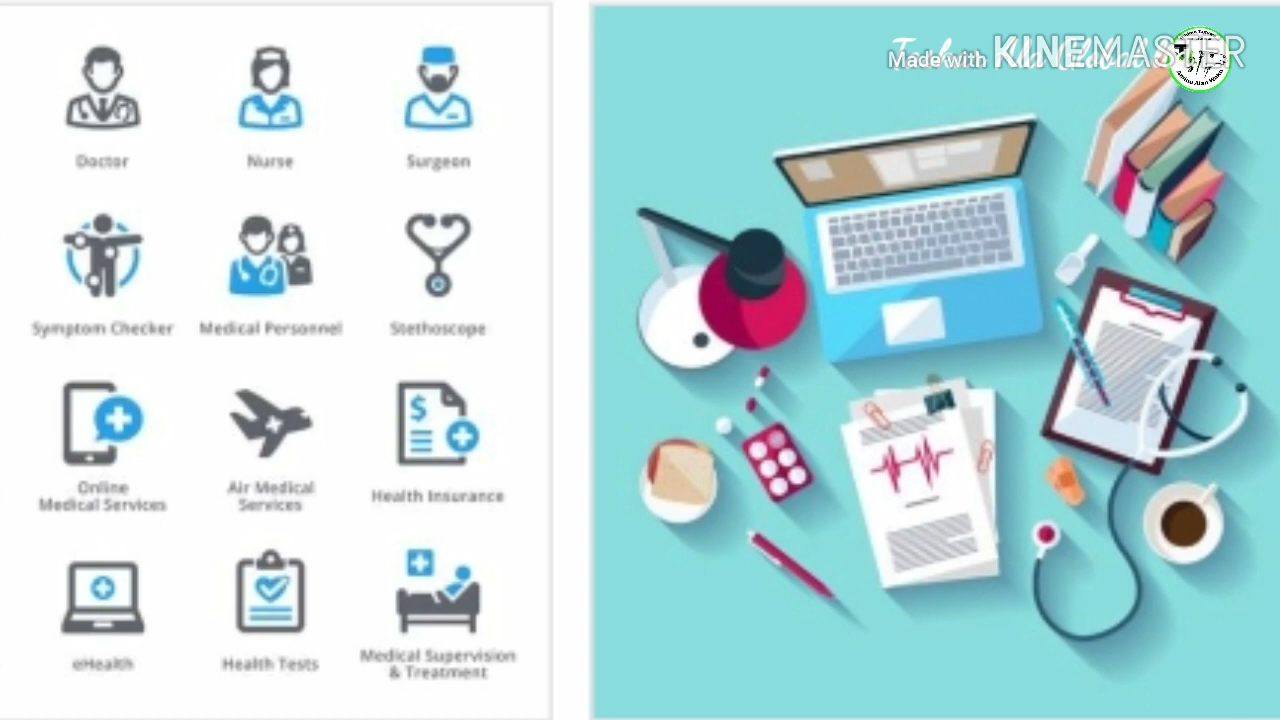 Made with KINEMASTER
Doctor
Nurse
Surgeon
Symptom Checker
Medical Personnel
Stethoscope
Online
Medical Services
Air Medical
Services
Health Insurance
eHealth
Health Tests
Medical Supervision
& Treatment